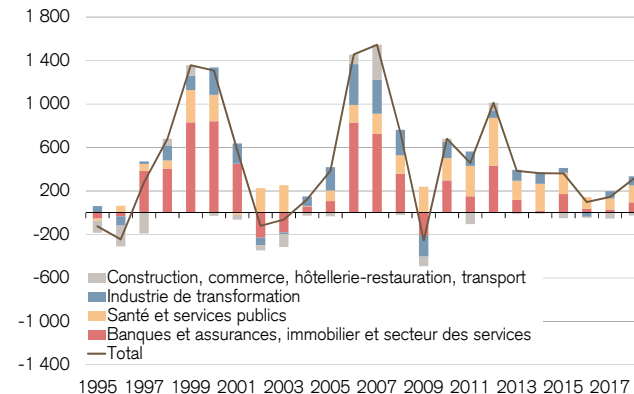 1 800
1 400
1 000
600
200
-200
-600
-1 000
-1 400
Construction, commerce, hôtellerie-restauration, transport
Industrie de transformation
Santé et services publics
Banques et assurances, immobilier et secteur des services
Total
1995 1997 1999 2001 2003 2005 2007 2009 2011 2013 2015 2017